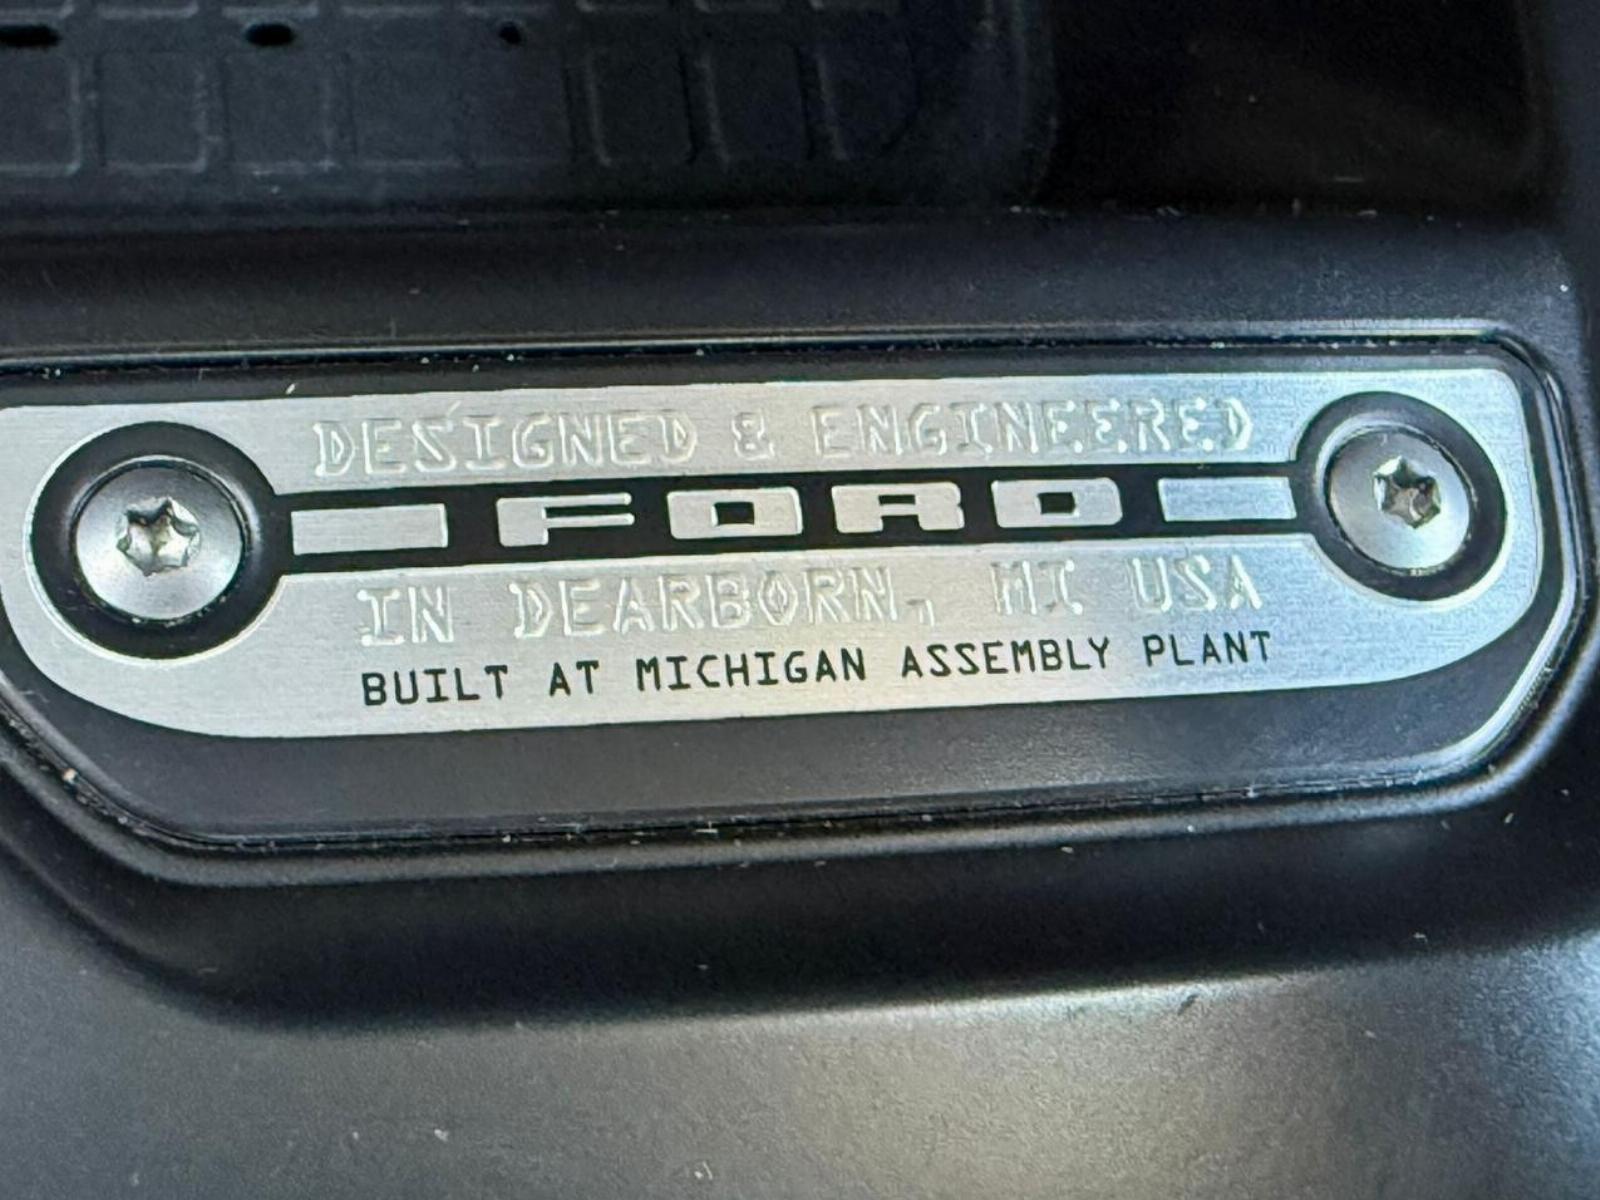 DESIGNED & ENGINEERED
FORD
IN DEARBORN, MI USA
BUILT AT MICHIGAN ASSEMBLY PLANT